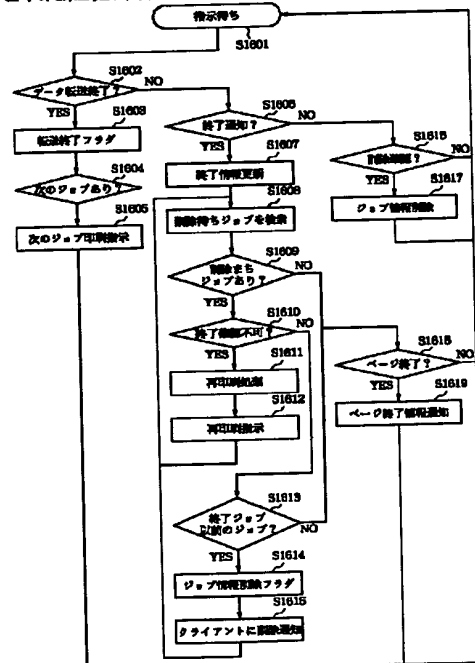 指示待ち
S1601
S1602
データ転送終了？
NO
YES
S1603
転送終了フラグ
S1604
次のジョブあり？
S1605
次のジョブ印刷指示
S1606
終了通知？
NO
YES
S1607
終了情報更新
S1608
削除待ちジョブを検索
S1609
削除まち
ジョブあり？
NO
YES
S1610
終了確認不可？
NO
YES
S1611
再印刷処理
S1612
再印刷指示
S1613
終了ジョブ
以前のジョブ？
NO
YES
S1614
ジョブ情報削除フラグ
S1615
クライアントに削除通知
S1616
NO
YES
S1617
ジョブ情報削除
S1618
ページ終了？
NO
YES
S1619
ページ終了情報通知